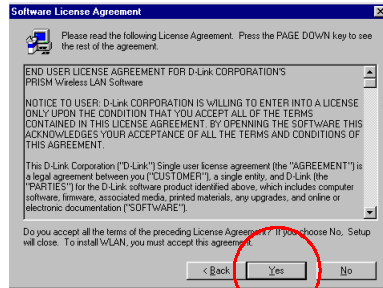 Software License Agreement
Please read the following License Agreement. Press the PAGE DOWN key to see
the rest of the agreement.
END USER LICENSE AGREEMENT FOR D-Link CORPORATION'S
PRISM Wireless LAN Software
NOTICE TO USER: D-Link CORPORATION IS WILLING TO ENTER INTO A LICENSE
ONLY UPON THE CONDITION THAT YOU ACCEPT ALL OF THE TERMS
CONTAINED IN THIS LICENSE AGREEMENT. BY OPENNING THE SOFTWARE THIS
ACKNOWLEDGES YOUR ACCEPTANCE OF ALL THE TERMS AND CONDITIONS OF
THIS AGREEMENT.
This D-Link Corporation ("D-Link") Single user license agreement (the "AGREEMENT") is
a legal agreement between you ("CUSTOMER"), a single entity, and D-Link (the
"PARTIES") for the D-Link software product identified above, which includes computer
software, firmware, associated media, printed materials, any upgrades, and online or
electronic documentation ("SOFTWARE").
Do you accept all the terms of the preceding License Agreement? If you choose No, Setup
will close. To install WLAN, you must accept this agreement.
< Back
Yes
No